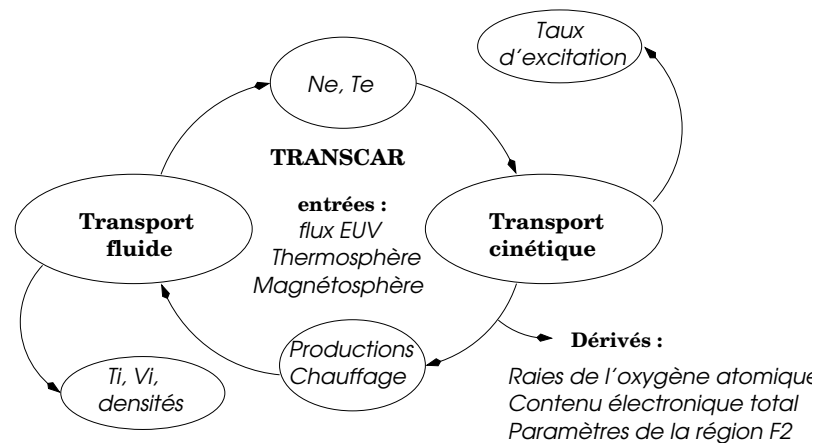 Taux
d'excitation
Ne, Te
TRANSCAR
entrées :
flux EUV
Thermosphère
Magnétosphère
Transport
fluide
Transport
cinétique
Productions
Chauffage
Ti, Vi,
densités
Dérivés :
Raies de l'oxygène atomique
Contenu électronique total
Paramètres de la région F2